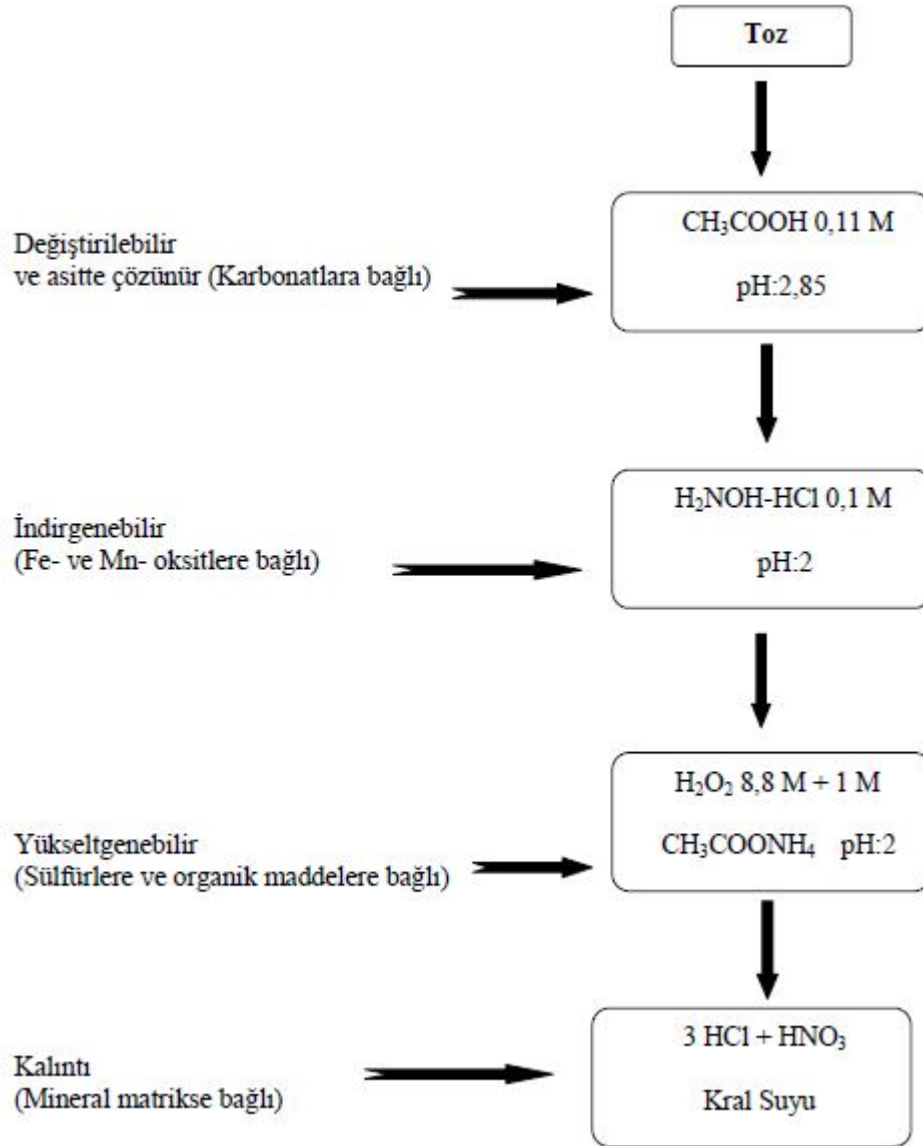 Toz
Değiştirilebilir
ve asitte çözünür (Karbonatlara bağlı)
CH₃COOH 0,11 M
pH:2,85
İndirgenebilir
(Fe- ve Mn- oksitlere bağlı)
H₂NOH-HCl 0,1 M
pH:2
Yükseltgenebilir
(Sülfürlere ve organik maddelere bağlı)
H₂O₂ 8,8 M + 1 M
CH₃COONH₄ pH:2
Kalıntı
(Mineral matrikse bağlı)
3 HCl + HNO₃
Kral Suyu